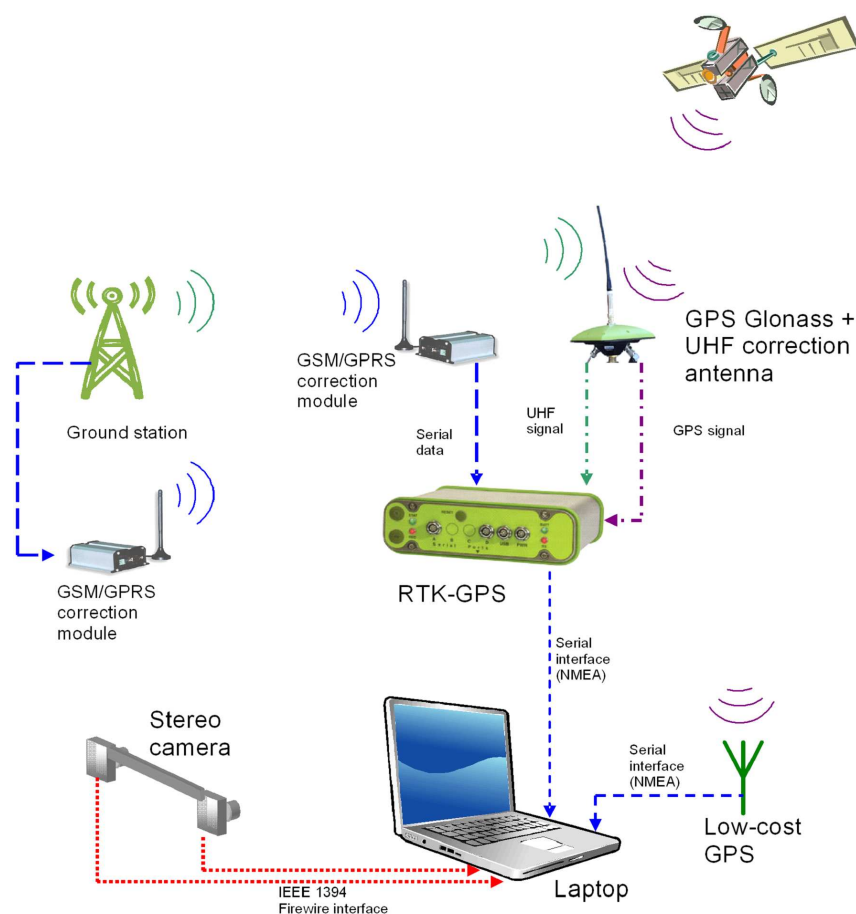 GPS Glonass +
UHF correction
antenna
GSM/GPRS
correction
module
Ground station
Serial
data
UHF
signal
GPS signal
GSM/GPRS
correction
module
RTK-GPS
Serial
interface
(NMEA)
Stereo
camera
Serial
interface
(NMEA)
Low-cost
GPS
Laptop
IEEE 1394
Firewire interface